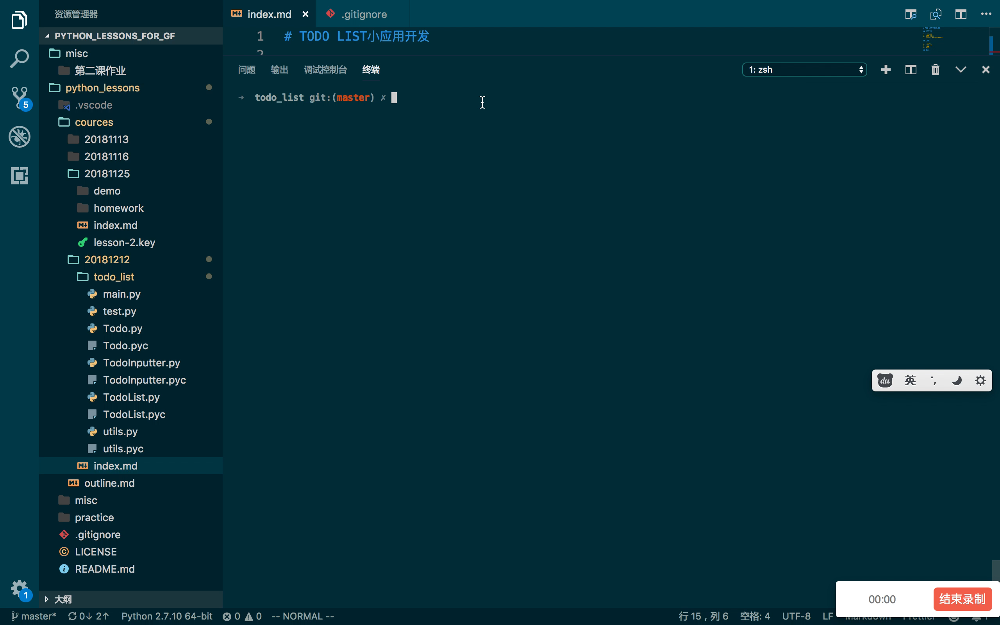 资源管理器
PYTHON_LESSONS_FOR_GF
misc
第二课作业
python_lessons
.vscode
cources
20181113
20181116
20181125
demo
homework
index.md
lesson-2.key
20181212
todo_list
main.py
test.py
Todo.py
Todo.pyc
TodoInputter.py
TodoInputter.pyc
TodoList.py
TodoList.pyc
utils.py
utils.pyc
index.md
outline.md
misc
practice
.gitignore
LICENSE
README.md
大纲
5
1
index.md × .gitignore
1 # TODO LIST小应用开发
2
问题 输出 调试控制台 终端
1: zsh
→ todo_list git:(master) ✗
du 英
00:00 结束录制
master* 0↓ 2↑ Python 2.7.10 64-bit 0 0 -- NORMAL -- 行 15，列 6 空格: 4 UTF-8 LF